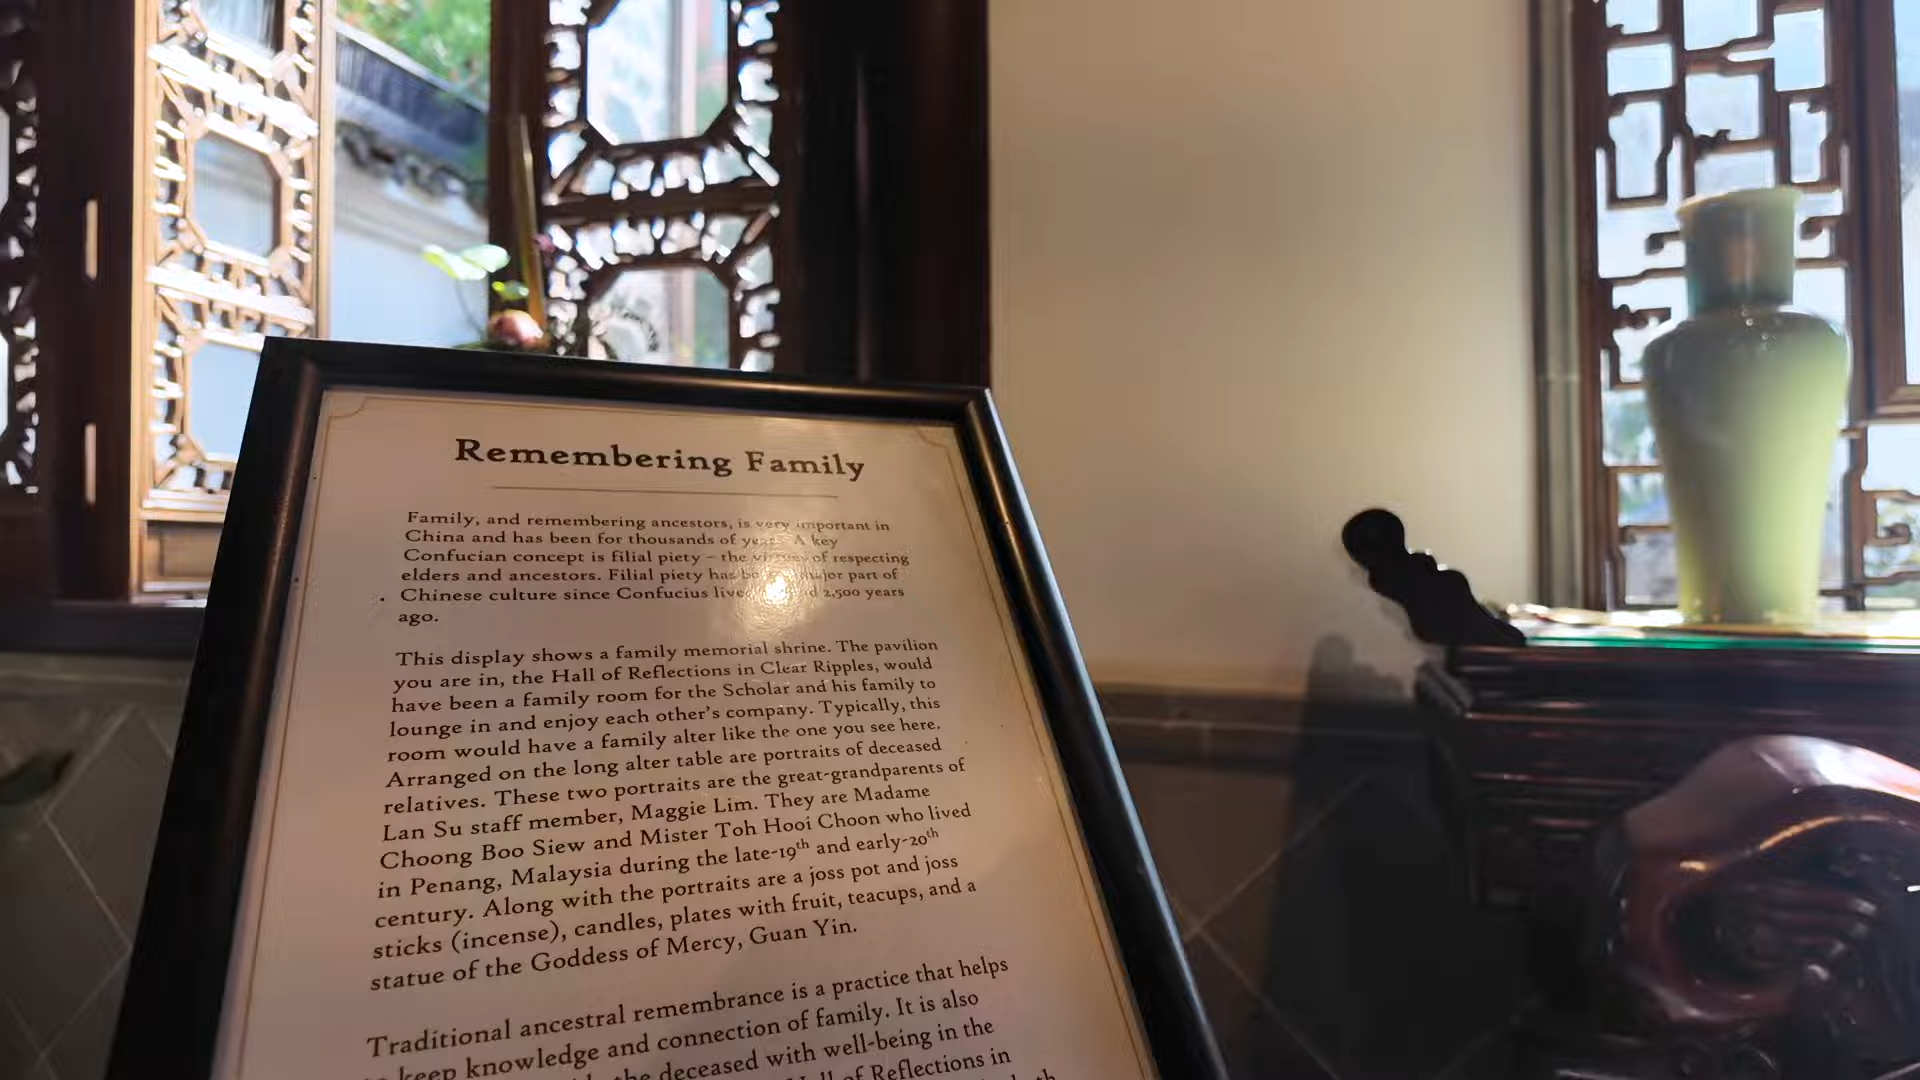 Remembering Family
Family, and remembering ancestors, is very important in
China and has been for thousands of A key
Confucian concept is filial piety – the of respecting
elders and ancestors. Filial piety has part of
Chinese culture since Confucius 2,500 years
ago.
This display shows a family memorial shrine. The pavilion
you are in, the Hall of Reflections in Clear Ripples, would
have been a family room for the Scholar and his family to
lounge in and enjoy each other's company. Typically, this
room would have a family alter like the one you see here.
Arranged on the long alter table are portraits of deceased
relatives. These two portraits are the great-grandparents of
Lan Su staff member, Maggie Lim. They are Madame
Choong Boo Siew and Mister Toh Hooi Choon who lived
in Penang, Malaysia during the late-19th and early-20th
century. Along with the portraits are a joss pot and joss
sticks (incense), candles, plates with fruit, teacups, and a
statue of the Goddess of Mercy, Guan Yin.
Traditional ancestral remembrance is a practice that helps
keep knowledge and connection of family. It is also
the deceased with well-being in the
of Reflections in